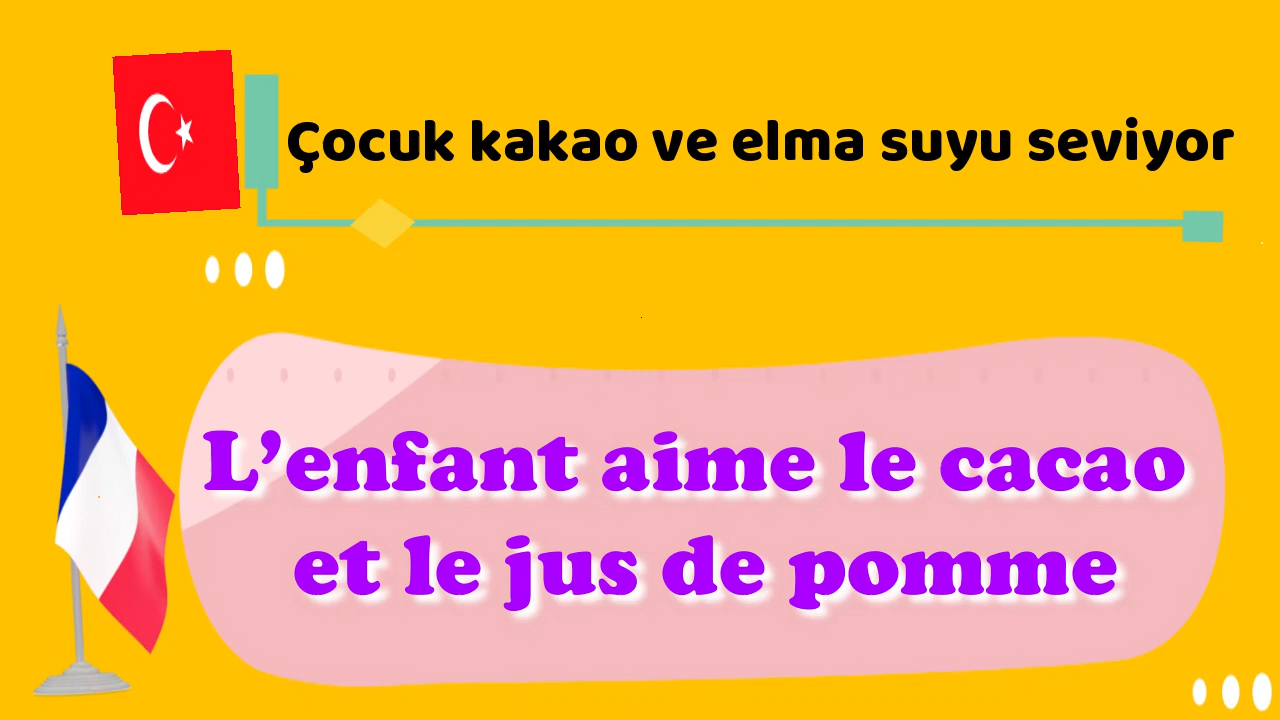 Çocuk kakao ve elma suyu seviyor
L’enfant aime le cacao
et le jus de pomme